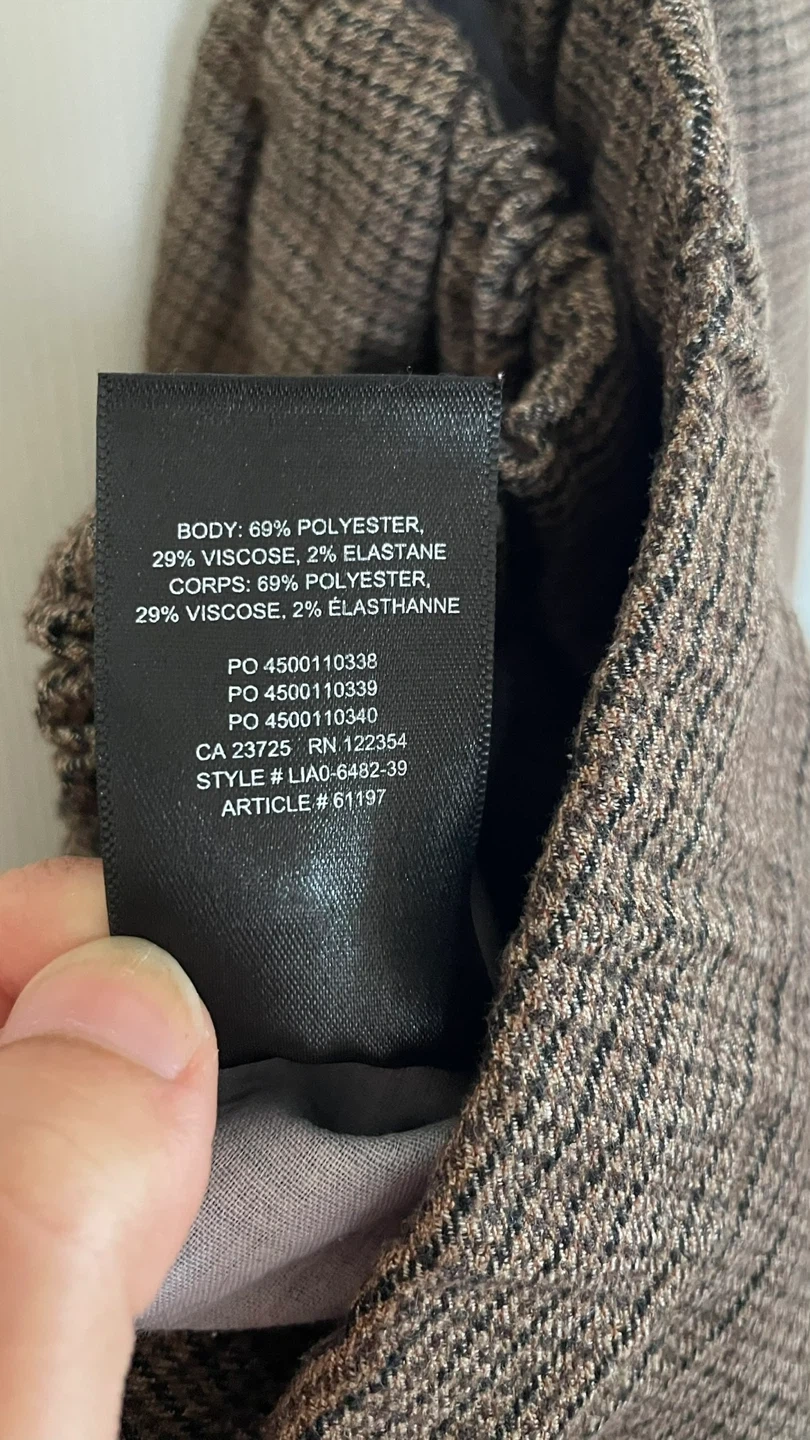 BODY: 69% POLYESTER,
29% VISCOSE, 2% ELASTANE
CORPS: 69% POLYESTER,
29% VISCOSE, 2% ÉLASTHANNE
PO 4500110338
PO 4500110339
PO 4500110340
CA 23725 RN 122354
STYLE # LIA0-6482-39
ARTICLE # 61197